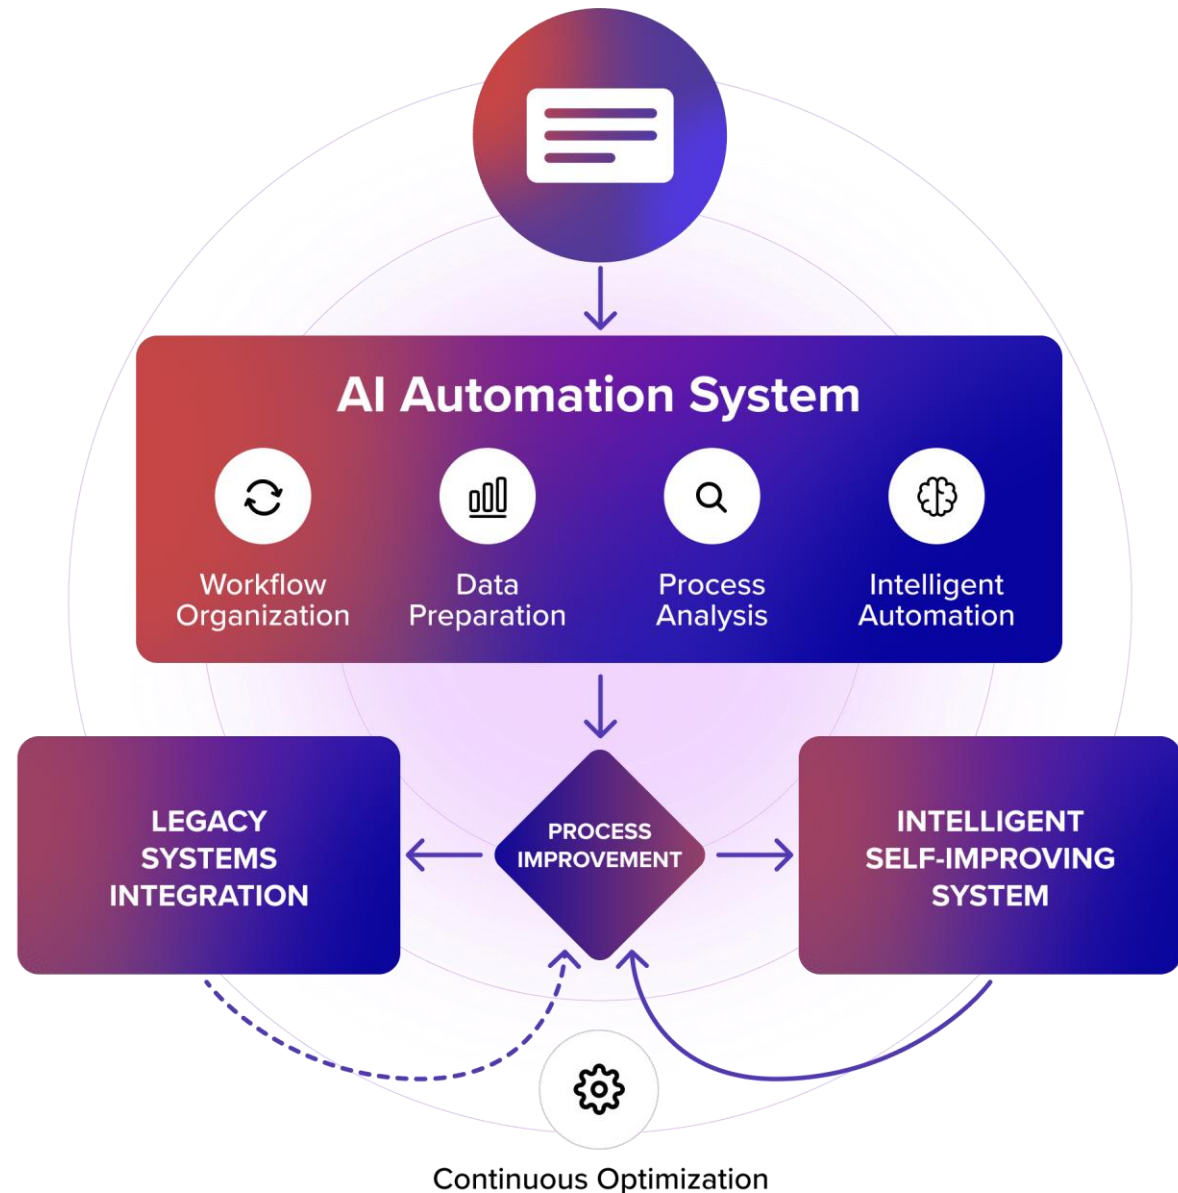 AI Automation System
Workflow
Organization
Data
Preparation
Process
Analysis
Intelligent
Automation
LEGACY
SYSTEMS
INTEGRATION
PROCESS
IMPROVEMENT
INTELLIGENT
SELF-IMPROVING
SYSTEM
Continuous Optimization